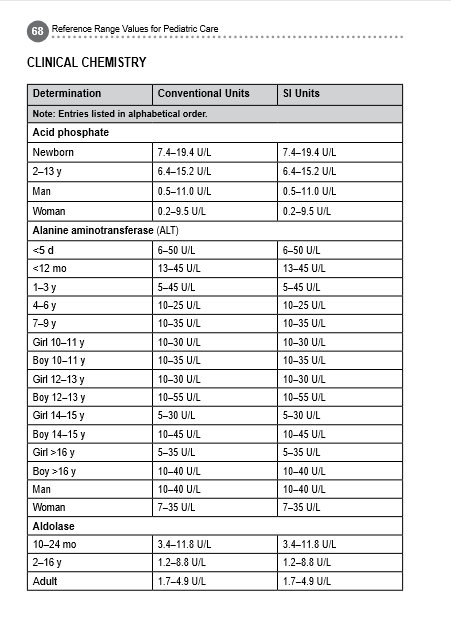 68 Reference Range Values for Pediatric Care
CLINICAL CHEMISTRY
Determination Conventional Units SI Units
Note: Entries listed in alphabetical order.
Acid phosphate
Newborn 7.4–19.4 U/L 7.4–19.4 U/L
2–13 y 6.4–15.2 U/L 6.4–15.2 U/L
Man 0.5–11.0 U/L 0.5–11.0 U/L
Woman 0.2–9.5 U/L 0.2–9.5 U/L
Alanine aminotransferase (ALT)
<5 d 6–50 U/L 6–50 U/L
<12 mo 13–45 U/L 13–45 U/L
1–3 y 5–45 U/L 5–45 U/L
4–6 y 10–25 U/L 10–25 U/L
7–9 y 10–35 U/L 10–35 U/L
Girl 10–11 y 10–30 U/L 10–30 U/L
Boy 10–11 y 10–35 U/L 10–35 U/L
Girl 12–13 y 10–30 U/L 10–30 U/L
Boy 12–13 y 10–55 U/L 10–55 U/L
Girl 14–15 y 5–30 U/L 5–30 U/L
Boy 14–15 y 10–45 U/L 10–45 U/L
Girl >16 y 5–35 U/L 5–35 U/L
Boy >16 y 10–40 U/L 10–40 U/L
Man 10–40 U/L 10–40 U/L
Woman 7–35 U/L 7–35 U/L
Aldolase
10–24 mo 3.4–11.8 U/L 3.4–11.8 U/L
2–16 y 1.2–8.8 U/L 1.2–8.8 U/L
Adult 1.7–4.9 U/L 1.7–4.9 U/L